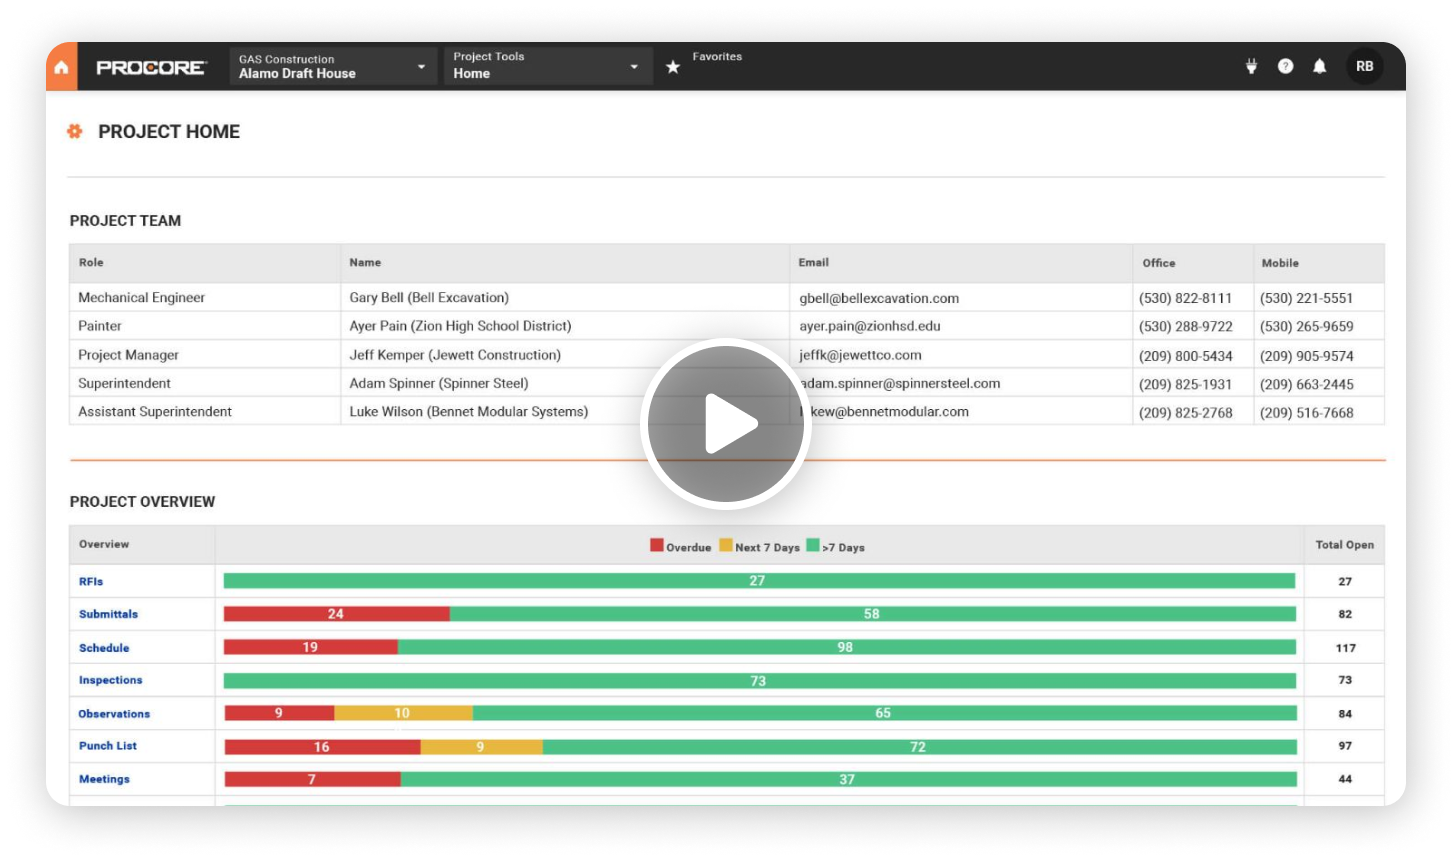 PROCORE
GAS Construction
Alamo Draft House
Project Tools
Home
Favorites
?
RB
PROJECT HOME
PROJECT TEAM
Role Name Email Office Mobile
Mechanical Engineer Gary Bell (Bell Excavation) gbell@bellexcavation.com (530) 822-8111 (530) 221-5551
Painter Ayer Pain (Zion High School District) ayer.pain@zionhsd.edu (530) 288-9722 (530) 265-9659
Project Manager Jeff Kemper (Jewett Construction) jeffk@jewettco.com (209) 800-5434 (209) 905-9574
Superintendent Adam Spinner (Spinner Steel) adam.spinner@spinnersteel.com (209) 825-1931 (209) 663-2445
Assistant Superintendent Luke Wilson (Bennet Modular Systems) (209) 825-2768 (209) 516-7668
PROJECT OVERVIEW
Overview Overdue Next 7 Days >7 Days Total Open
RFIs 27 27
Submittals 24 58 82
Schedule 19 98 117
Inspections 73 73
Observations 9 10 65 84
Punch List 16 9 72 97
Meetings 7 37 44